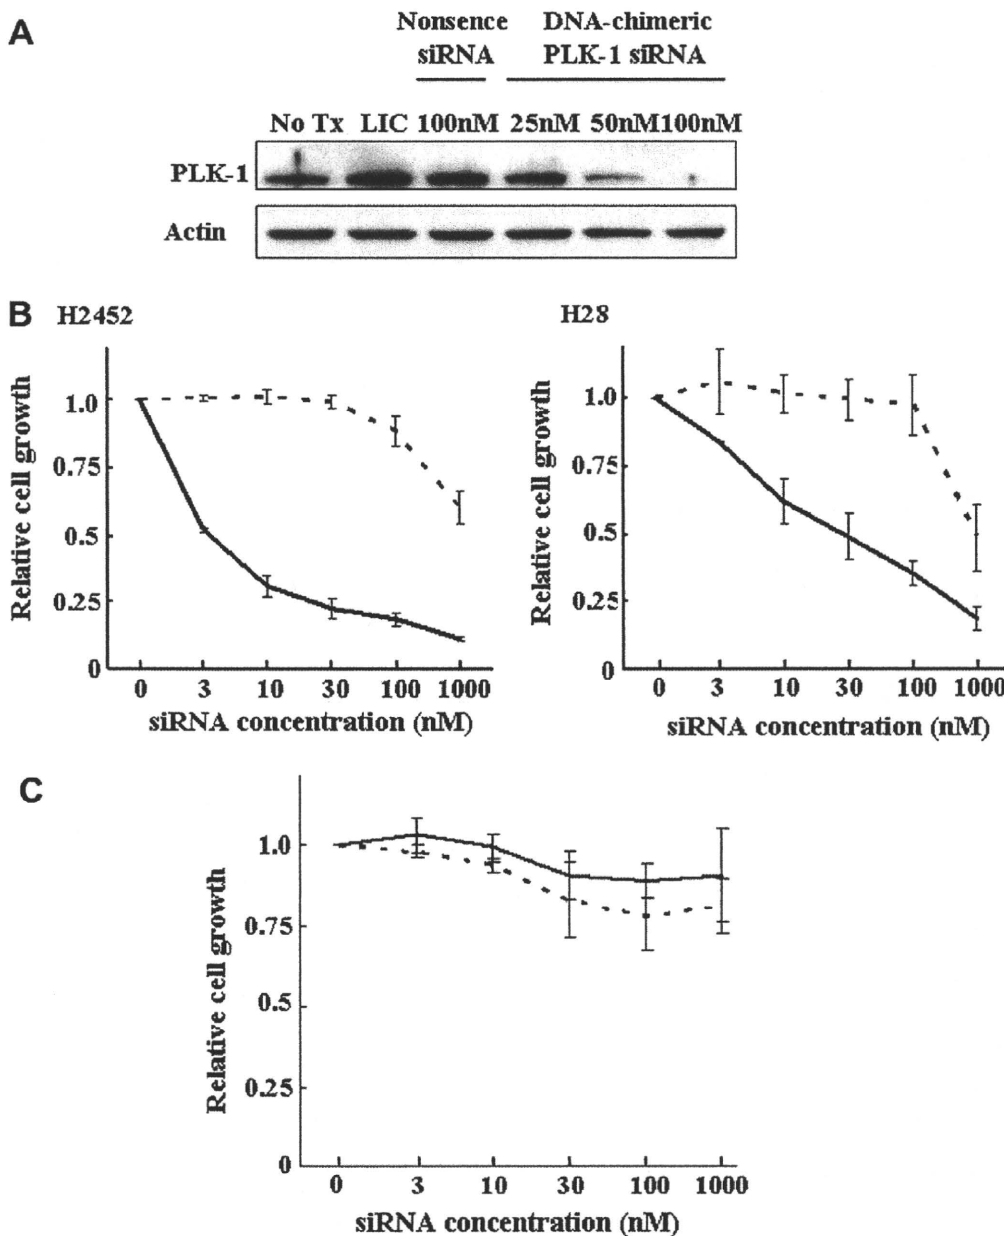 A
Nonsence DNA-chimeric
siRNA PLK-1 siRNA
No Tx LIC 100nM 25nM 50nM 100nM
PLK-1
Actin
B
H2452
Relative cell growth
1.0
0.75
0.5
0.25
0
0 3 10 30 100 1000
siRNA concentration (nM)
H28
Relative cell growth
1.0
0.75
0.5
0.25
0
0 3 10 30 100 1000
siRNA concentration (nM)
C
Relative cell growth
1.0
0.75
0.5
0.25
0
0 3 10 30 100 1000
siRNA concentration (nM)